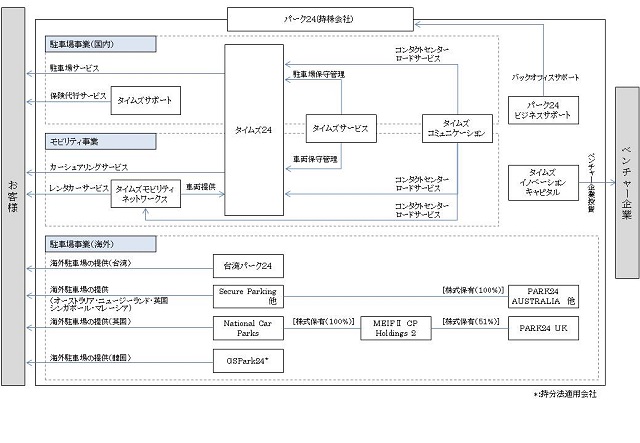 パーク24(持株会社)
駐車場事業(国内)
コンタクトセンター
ロードサービス
駐車場サービス
駐車場保守管理
バックオフィスサポート
保険代行サービス
タイムズサポート
パーク24
ビジネスサポート
タイムズ24
タイムズサービス
タイムズ
コミュニケーション
モビリティ事業
車両保守管理
カーシェアリングサービス
コンタクトセンター
ロードサービス
タイムズ
イノベーション
キャピタル
ベンチャー企業投資
レンタカーサービス
タイムズモビリティ
ネットワークス
車両提供
コンタクトセンター
ロードサービス
お客様
ベンチャー企業
駐車場事業(海外)
海外駐車場の提供(台湾)
台湾パーク24
海外駐車場の提供
(オーストラリア・ニュージーランド・英国
シンガポール・マレーシア)
Secure Parking
他
[株式保有(100%)]
PARK24
AUSTRALIA 他
海外駐車場の提供(英国)
National Car
Parks
[株式保有(100%)]
MEIFⅡ CP
Holdings 2
[株式保有(51%)]
PARK24 UK
海外駐車場の提供(韓国)
GSPark24*
*:持分法適用会社